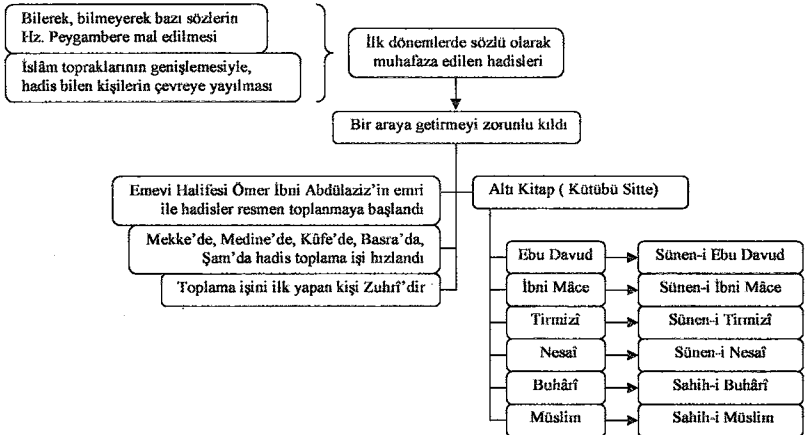 Bilerek, bilmeyerek bazı sözlerin
Hz. Peygambere mal edilmesi
İslâm topraklarının genişlemesiyle,
hadis bilen kişilerin çevreye yayılması
İlk dönemlerde sözlü olarak
muhafaza edilen hadisleri
Bir araya getirmeyi zorunlu kıldı
Emevi Halifesi Ömer İbni Abdülaziz'in emri
ile hadisler resmen toplanmaya başlandı
Mekke'de, Medine'de, Kûfe'de, Basra'da,
Şam'da hadis toplama işi hızlandı
Toplama işini ilk yapan kişi Zuhrî'dir
Altı Kitap ( Kütübü Sitte)
Ebu Davud
Sünen-i Ebu Davud
İbni Mâce
Sünen-i İbni Mâce
Tirmizî
Sünen-i Tirmizî
Nesaî
Sünen-i Nesaî
Buhârî
Sahih-i Buhârî
Müslim
Sahih-i Müslim